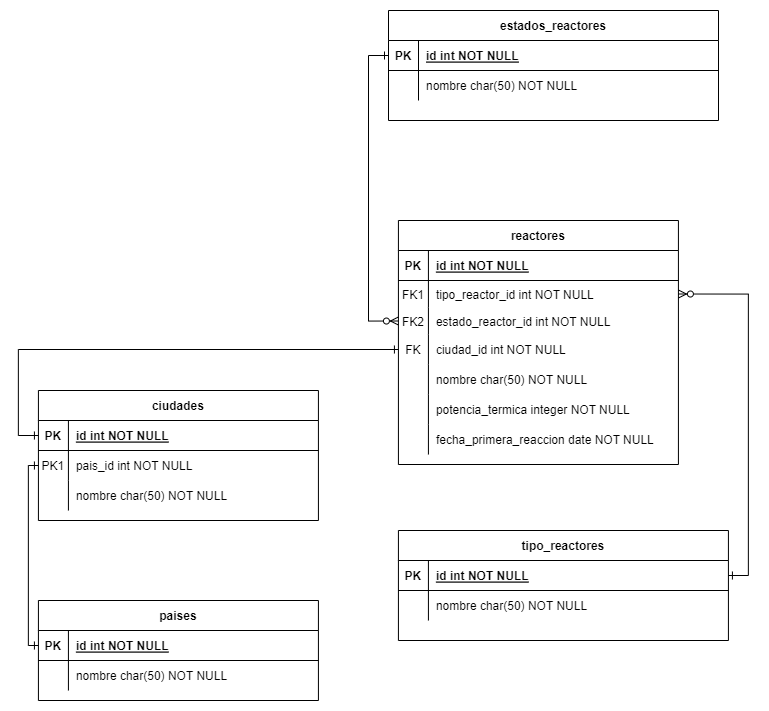 estados_reactores
PK id int NOT NULL
nombre char(50) NOT NULL
reactores
PK id int NOT NULL
FK1 tipo_reactor_id int NOT NULL
FK2 estado_reactor_id int NOT NULL
FK ciudad_id int NOT NULL
nombre char(50) NOT NULL
potencia_termica integer NOT NULL
fecha_primera_reaccion date NOT NULL
ciudades
PK id int NOT NULL
PK1 pais_id int NOT NULL
nombre char(50) NOT NULL
tipo_reactores
PK id int NOT NULL
nombre char(50) NOT NULL
paises
PK id int NOT NULL
nombre char(50) NOT NULL